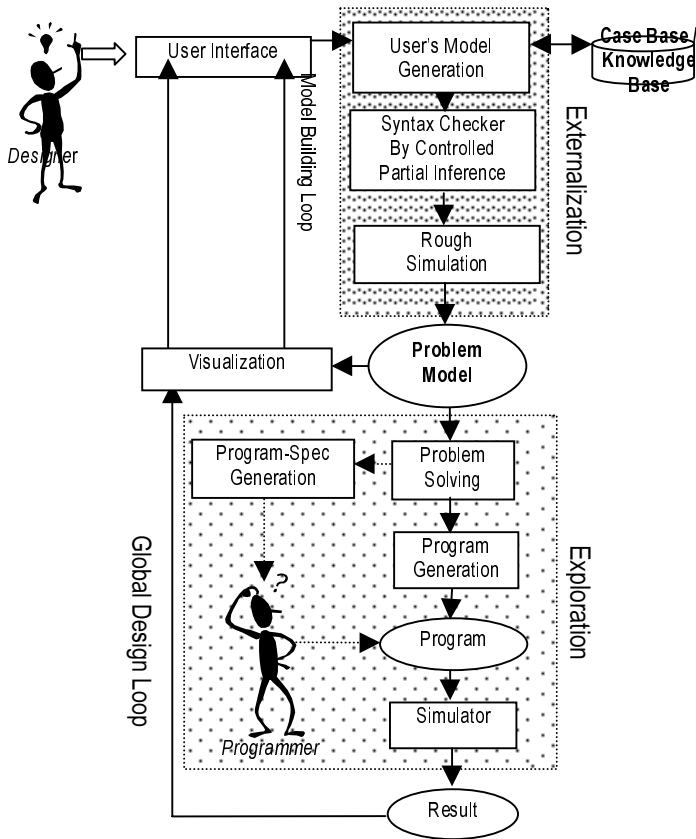 User Interface
Designer
Model Building Loop
User's Model
Generation
Case Base /
Knowledge
Base
Syntax Checker
By Controlled
Partial Inference
Externalization
Rough
Simulation
Problem
Model
Visualization
Program-Spec
Generation
Problem
Solving
Global Design Loop
Program
Generation
Exploration
?
Program
Programmer
Simulator
Result